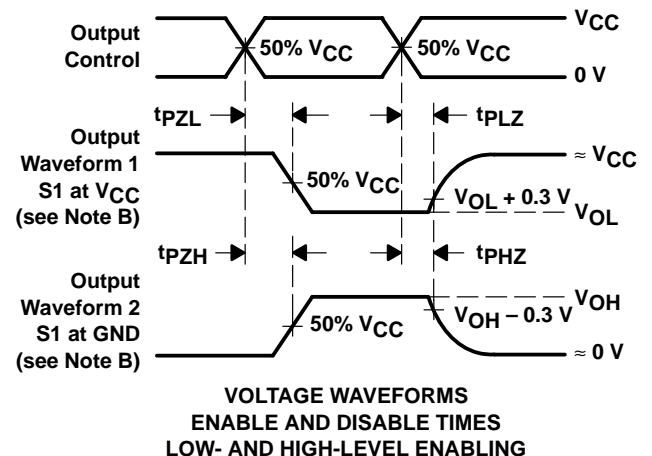 Output
Control
50% VCC
50% VCC
VCC
0 V
tPZL
tPLZ
Output
Waveform 1
S1 at VCC
(see Note B)
50% VCC
≈ VCC
VOL + 0.3 V
VOL
tPZH
tPHZ
Output
Waveform 2
S1 at GND
(see Note B)
50% VCC
VOH
VOH – 0.3 V
≈ 0 V
VOLTAGE WAVEFORMS
ENABLE AND DISABLE TIMES
LOW- AND HIGH-LEVEL ENABLING